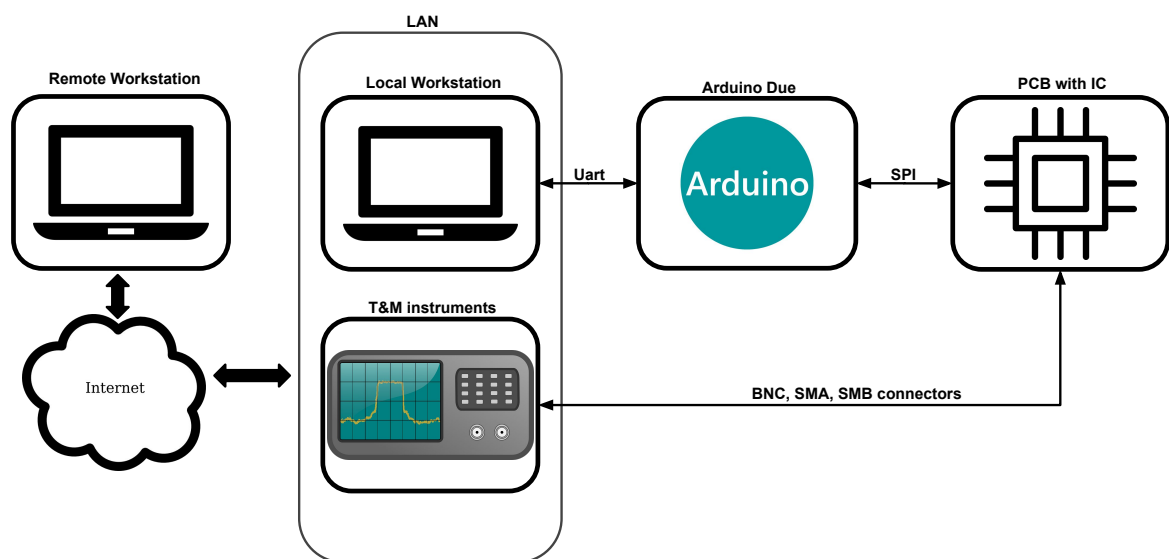 LAN
Remote Workstation
Local Workstation
Arduino Due
PCB with IC
Uart
Arduino
SPI
T&M instruments
Internet
BNC, SMA, SMB connectors